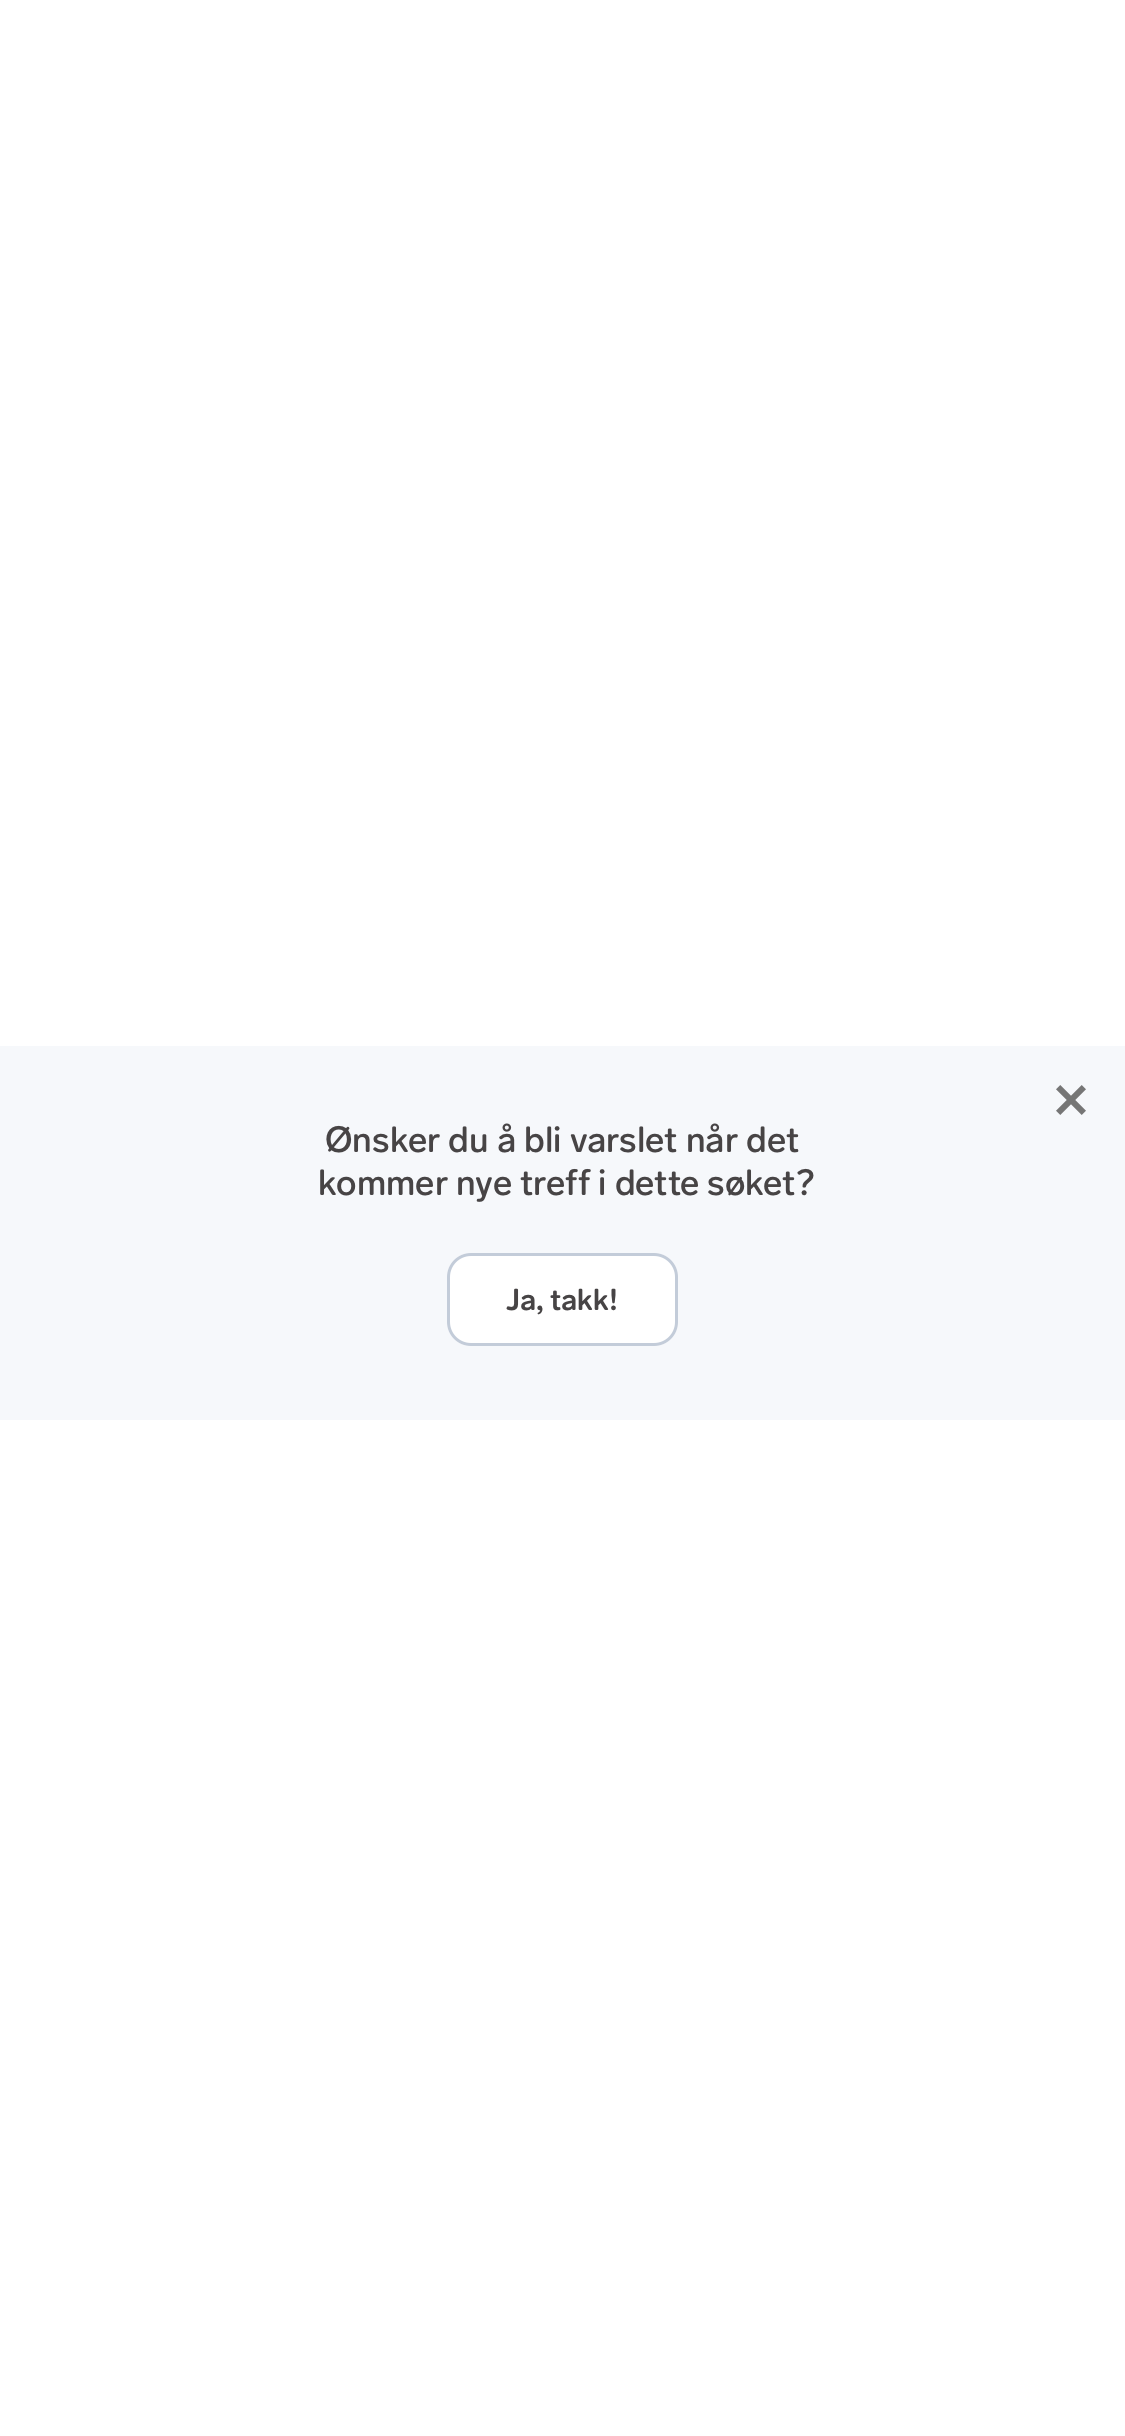 Ønsker du å bli varslet når det
kommer nye treff i dette søket?
Ja, takk!